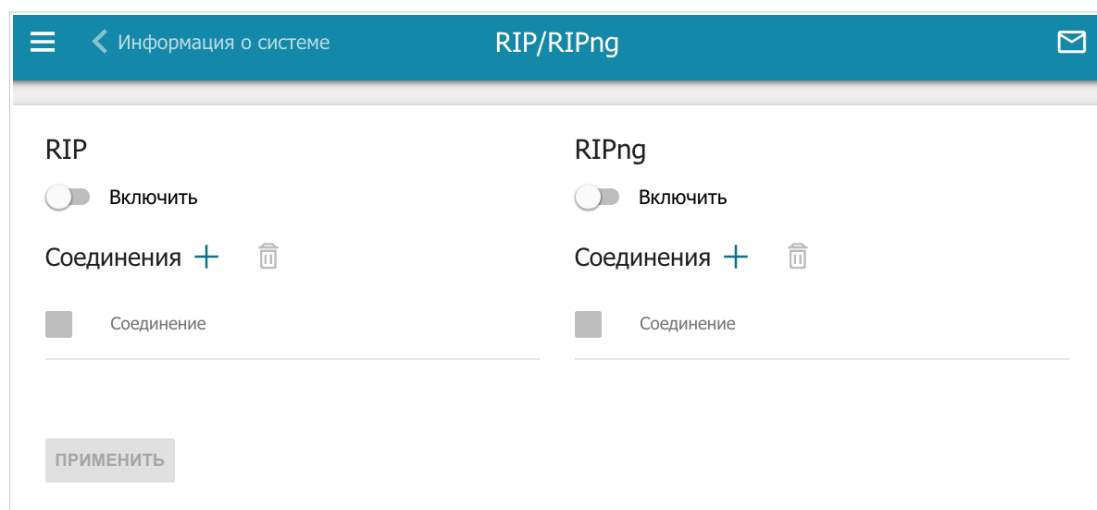 Информация о системе
RIP/RIPng
RIP
Включить
Соединения
Соединение
RIPng
Включить
Соединения
Соединение
ПРИМЕНИТЬ